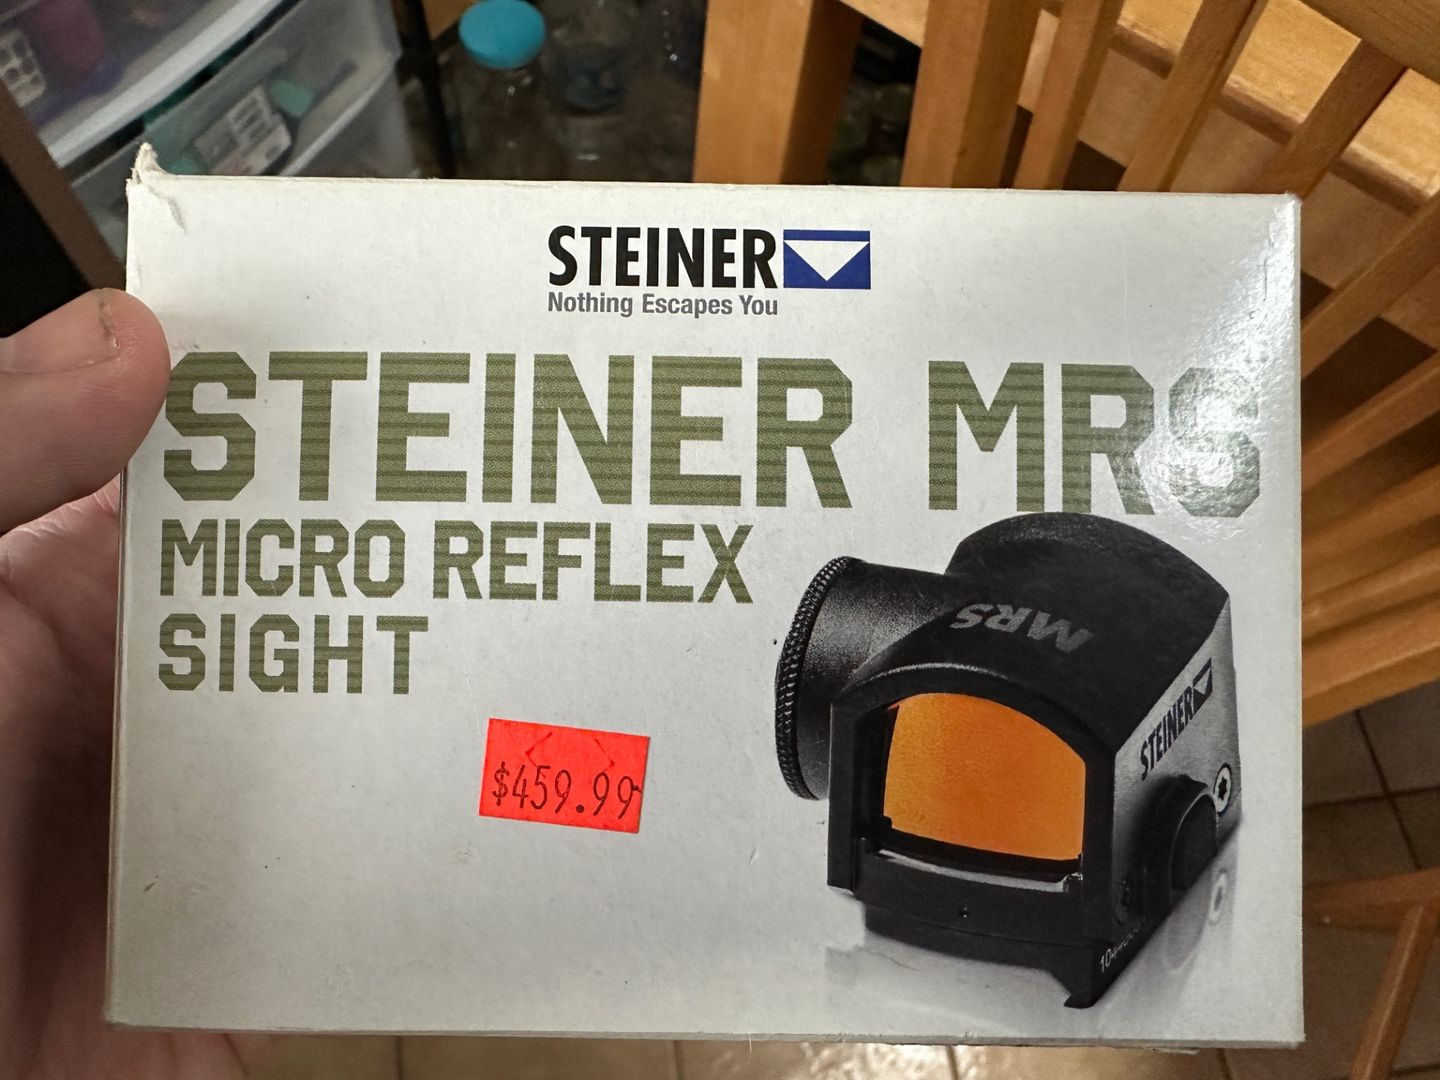 STEINER
Nothing Escapes You
STEINER MRS
MICRO REFLEX
SIGHT
MRS
STEINER
$459.99